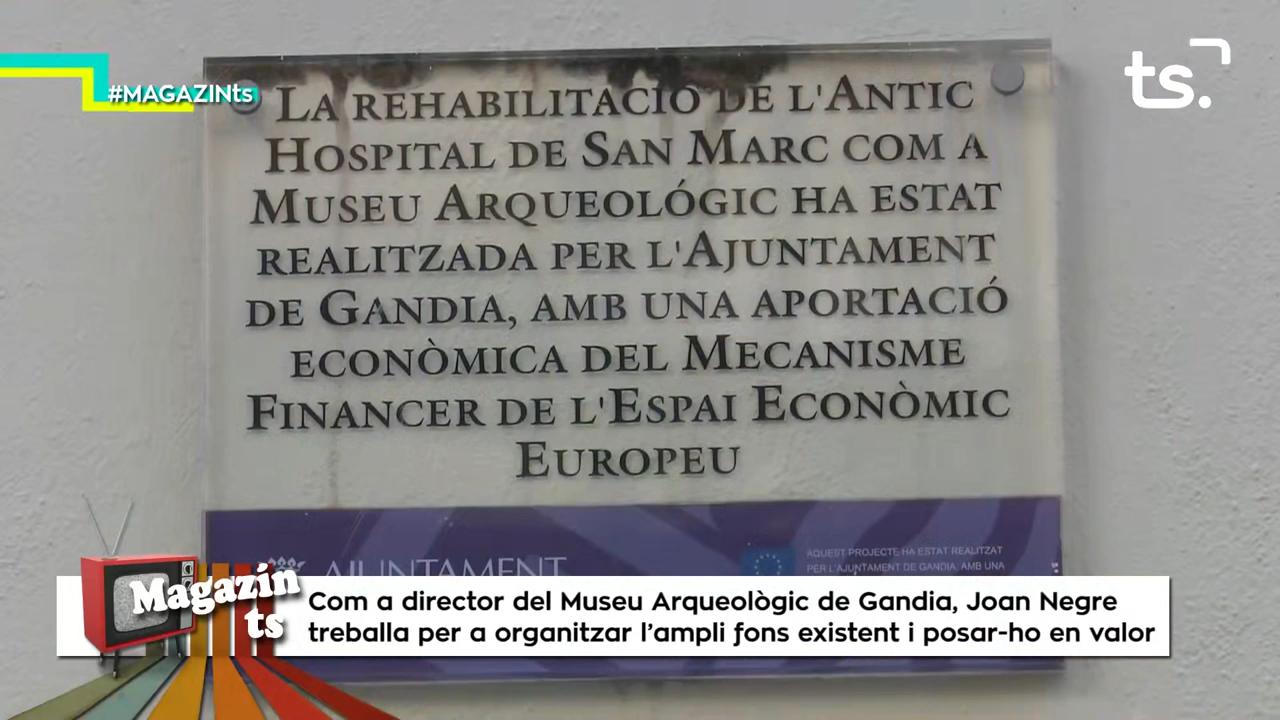 #MAGAZINts
ts.
LA REHABILITACIÓ DE L'ANTIC
HOSPITAL DE SAN MARC COM A
MUSEU ARQUEOLÓGIC HA ESTAT
REALITZADA PER L'AJUNTAMENT
DE GANDIA, AMB UNA APORTACIÓ
ECONÒMICA DEL MECANISME
FINANCER DE L'ESPAI ECONÒMIC
EUROPEU
AJUNTAMENT
AQUEST PROJECTE HA ESTAT REALITZAT
PER L'AJUNTAMENT DE GANDIA, AMB UNA
Magazín
ts
Com a director del Museu Arqueològic de Gandia, Joan Negre
treballa per a organitzar l'ampli fons existent i posar-ho en valor